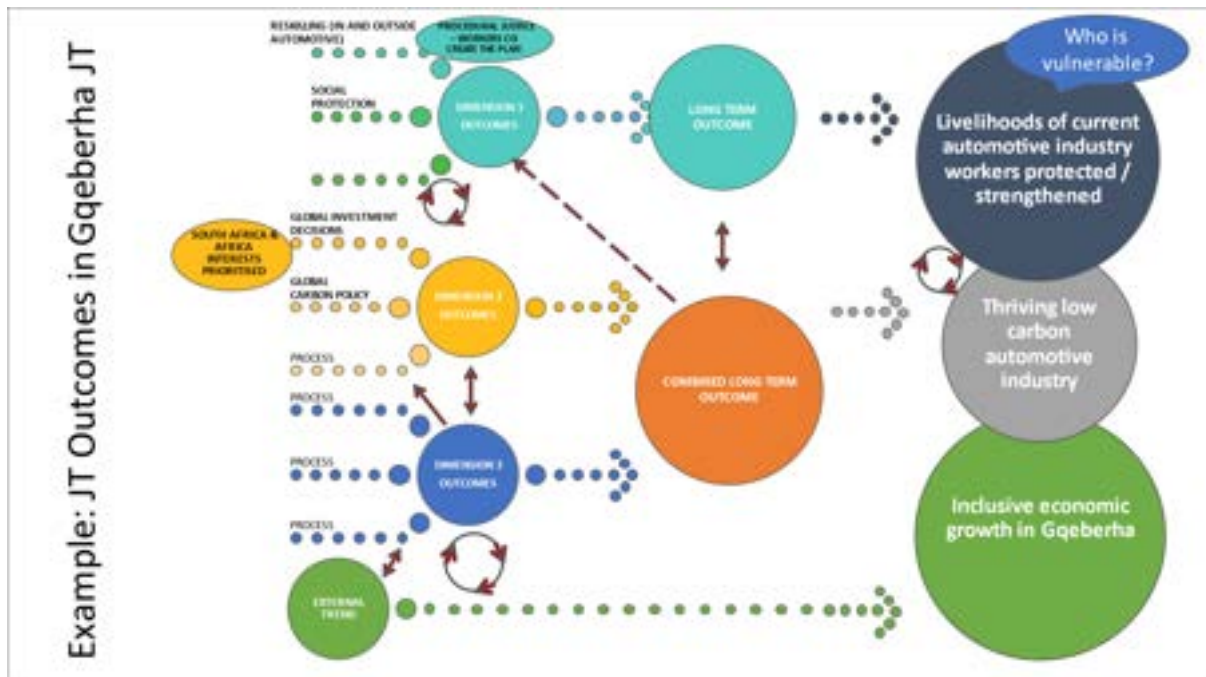 Example: JT Outcomes in Gqeberha JT
RESKILLING (IN AND OUTSIDE
AUTOMOTIVE)
PROCEDURAL JUSTICE
– WORKERS CO
CREATE THE PLAN
SOCIAL
PROTECTION
DIMENSION 1
OUTCOMES
LONG TERM
OUTCOME
Who is
vulnerable?
Livelihoods of current
automotive industry
workers protected /
strengthened
GLOBAL INVESTMENT
DECISIONS
SOUTH AFRICA &
AFRICA
INTERESTS
PRIORITISED
GLOBAL
CARBON POLICY
DIMENSION 2
OUTCOMES
PROCESS
Thriving low
carbon
automotive
industry
COMBINED LONG TERM
OUTCOME
PROCESS
PROCESS
DIMENSION 3
OUTCOMES
PROCESS
Inclusive economic
growth in Gqeberha
EXTERNAL
TREND